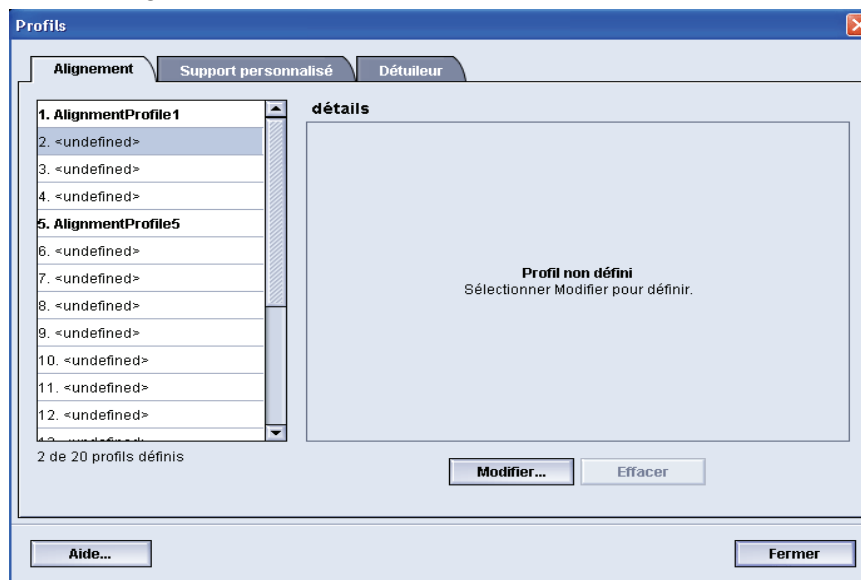 Profils
Alignement
Support personnalisé
Détuileur
1. AlignmentProfile1
2. <undefined>
3. <undefined>
4. <undefined>
5. AlignmentProfile5
6. <undefined>
7. <undefined>
8. <undefined>
9. <undefined>
10. <undefined>
11. <undefined>
12. <undefined>
2 de 20 profils définis
détails
Profil non défini
Sélectionner Modifier pour définir.
Modifier...
Effacer
Aide...
Fermer